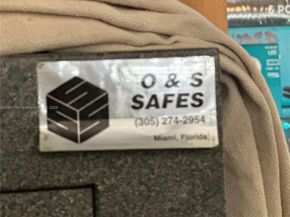 O & S
SAFES
(305) 274-2954
Miami, Florida